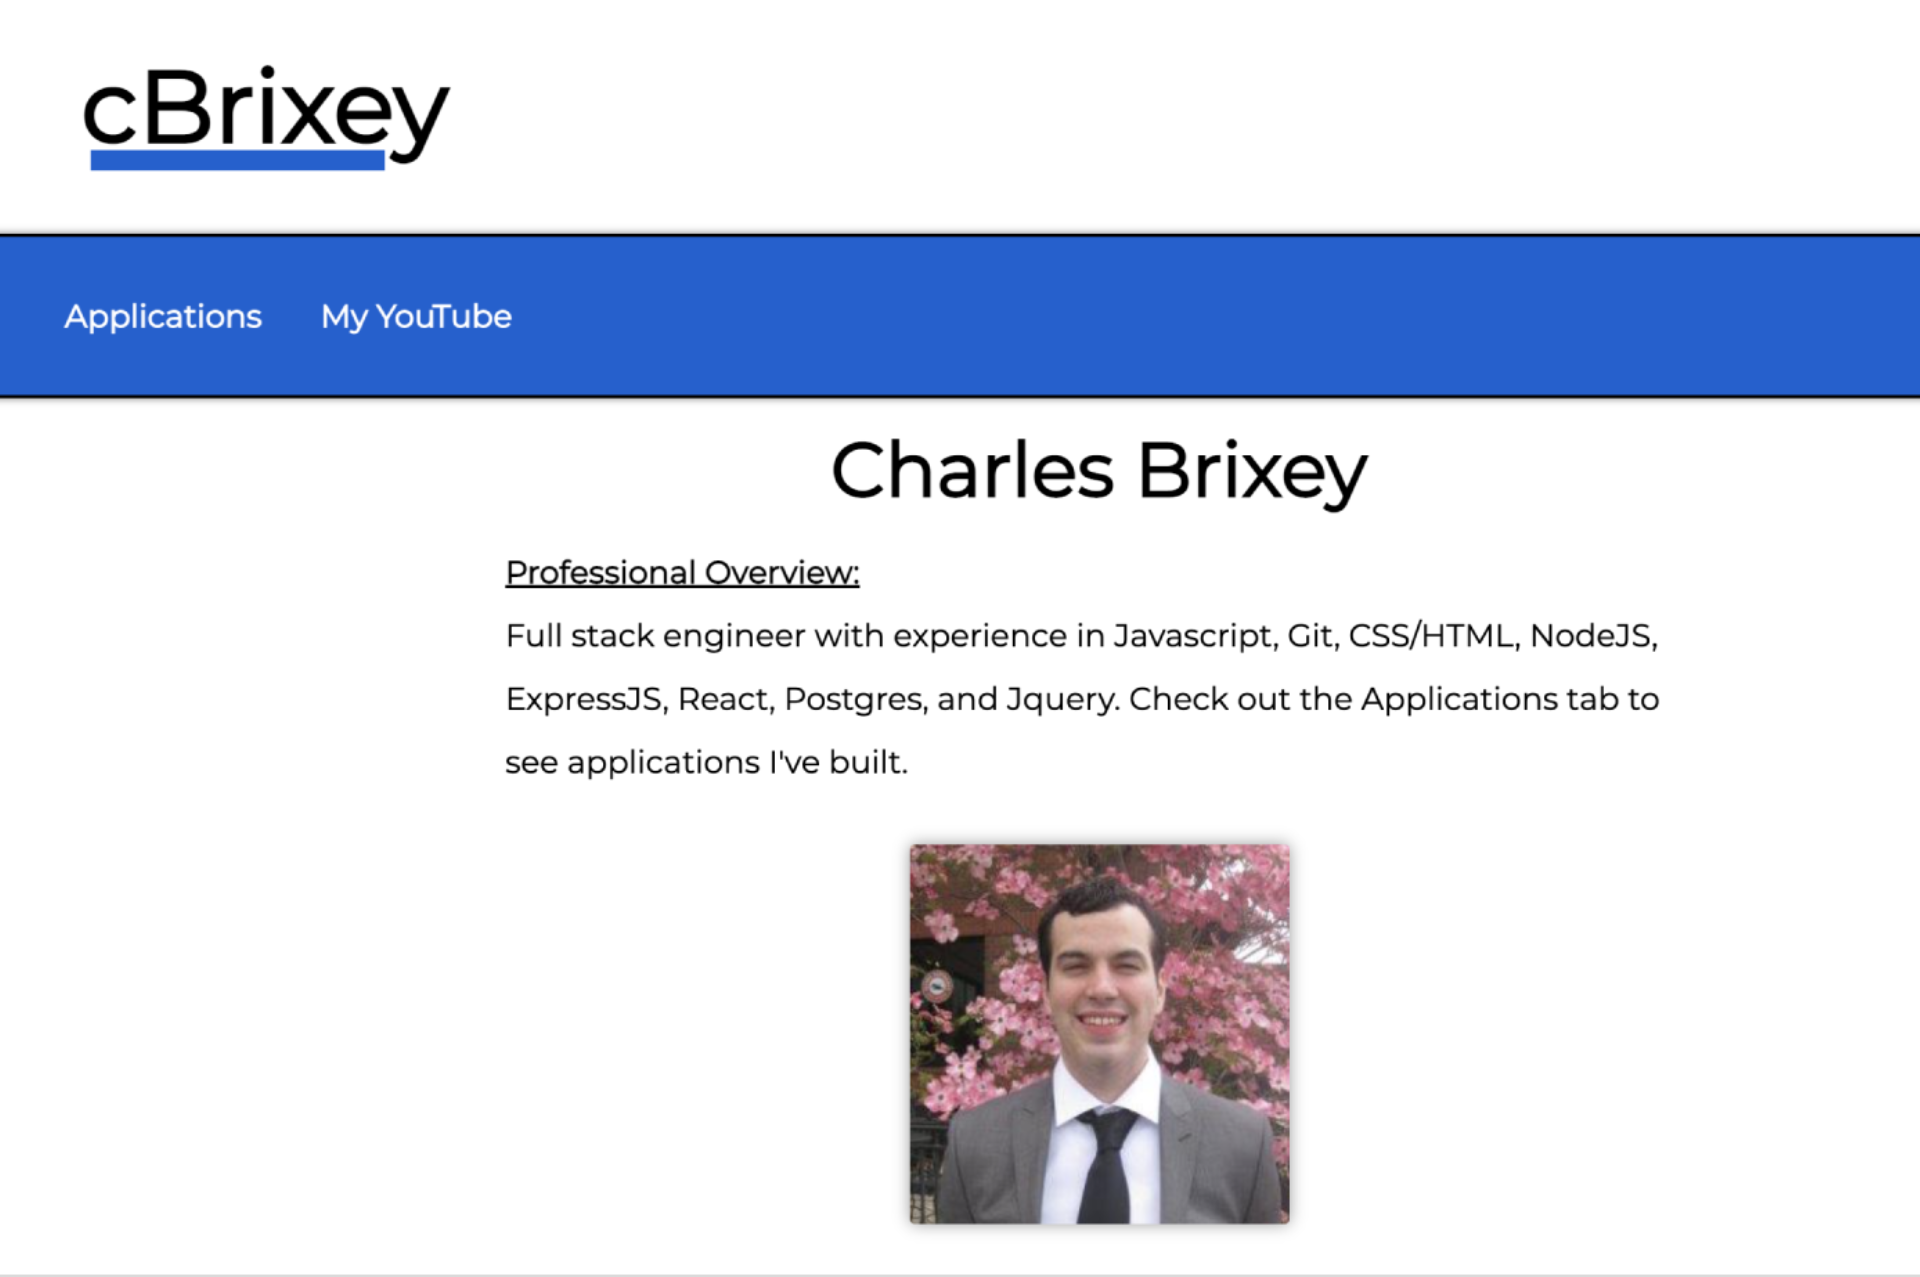 cBrixey
Applications My YouTube
Charles Brixey
Professional Overview:
Full stack engineer with experience in Javascript, Git, CSS/HTML, NodeJS,
ExpressJS, React, Postgres, and Jquery. Check out the Applications tab to
see applications I've built.